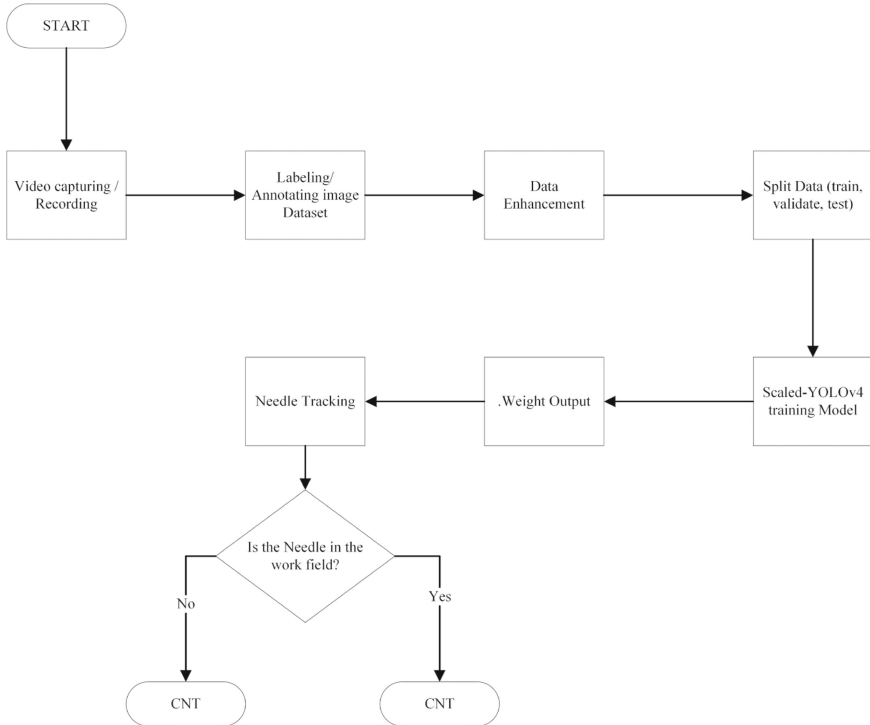 START
Video capturing /
Recording
Labeling/
Annotating image
Dataset
Data
Enhancement
Split Data (train,
validate, test)
Scaled-YOLOv4
training Model
.Weight Output
Needle Tracking
Is the Needle in the
work field?
No
Yes
CNT
CNT